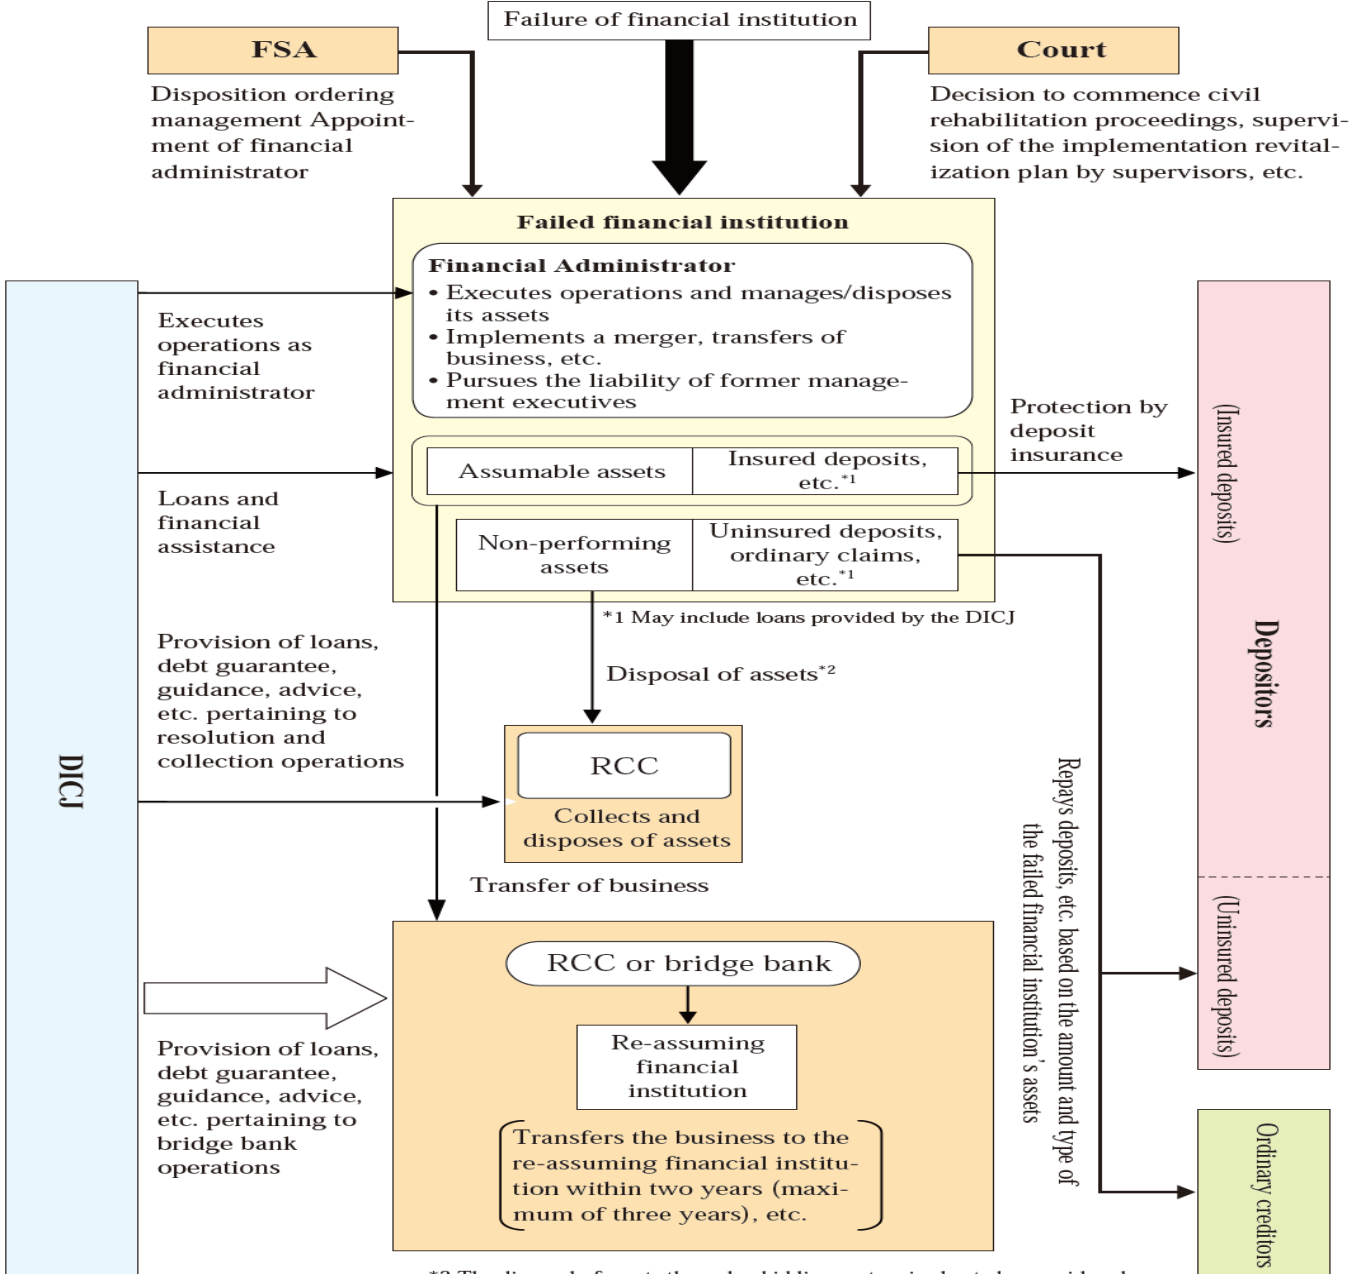 Failure of financial institution
FSA
Court
Disposition ordering
management Appoint-
ment of financial
administrator
Decision to commence civil
rehabilitation proceedings, supervi-
sion of the implementation revital-
ization plan by supervisors, etc.
Failed financial institution
Financial Administrator
• Executes operations and manages/disposes
its assets
• Implements a merger, transfers of
business, etc.
• Pursues the liability of former manage-
ment executives
Executes
operations as
financial
administrator
Protection by
deposit
insurance
Assumable assets
Insured deposits,
etc.*1
Loans and
financial
assistance
Non-performing
assets
Uninsured deposits,
ordinary claims,
etc.*1
*1 May include loans provided by the DICJ
Disposal of assets*2
Provision of loans,
debt guarantee,
guidance, advice,
etc. pertaining to
resolution and
collection operations
DICJ
RCC
Collects and
disposes of assets
Transfer of business
RCC or bridge bank
Re-assuming
financial
institution
Transfers the business to the
re-assuming financial institu-
tion within two years (maxi-
mum of three years), etc.
Provision of loans,
debt guarantee,
guidance, advice,
etc. pertaining to
bridge bank
operations
(Insured deposits)
Depositors
(Uninsured deposits)
Repays deposits, etc. based on the amount and type of
the failed financial institution's assets
Ordinary creditors